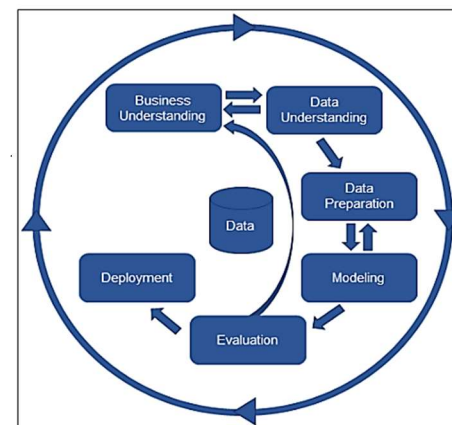 Business
Understanding
Data
Understanding
Data
Preparation
Data
Deployment
Modeling
Evaluation